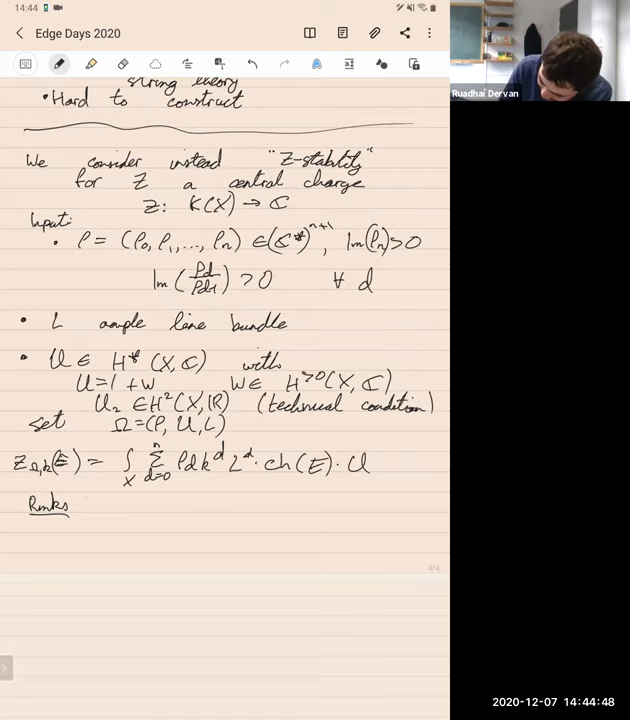 14:44
Edge Days 2020
Ruadhaí Dervan
string theory
• Hard to construct
We consider instead "Z-stability"
for Z a central charge
Z: K(X) → ℂ
Input:
• ρ = (ρ₀, ρ₁, ..., ρₙ) ∈ (ℂ*)ⁿ⁺¹, Im(ρₙ) > 0
Im (ρd/ρd+1) > 0 ∀ d
• L ample line bundle
• U ∈ H*(X, ℂ) with
U = 1 + W W ∈ H^{>0}(X, ℂ)
U₂ ∈ H²(X, ℝ) (technical condition)
set Ω = (ρ, U, L)
Z_{Ω,k}(E) = ∫_X Σ_{d=0}^{n} ρd k^d L^d · ch(E) · U
Rmks
4/4
2020-12-07 14:44:48